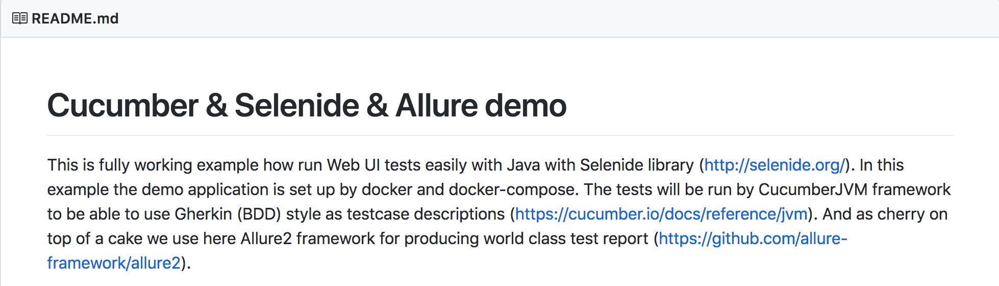 README.md
Cucumber & Selenide & Allure demo
This is fully working example how run Web UI tests easily with Java with Selenide library (http://selenide.org/). In this
example the demo application is set up by docker and docker-compose. The tests will be run by CucumberJVM framework
to be able to use Gherkin (BDD) style as testcase descriptions (https://cucumber.io/docs/reference/jvm). And as cherry on
top of a cake we use here Allure2 framework for producing world class test report (https://github.com/allure-
framework/allure2).